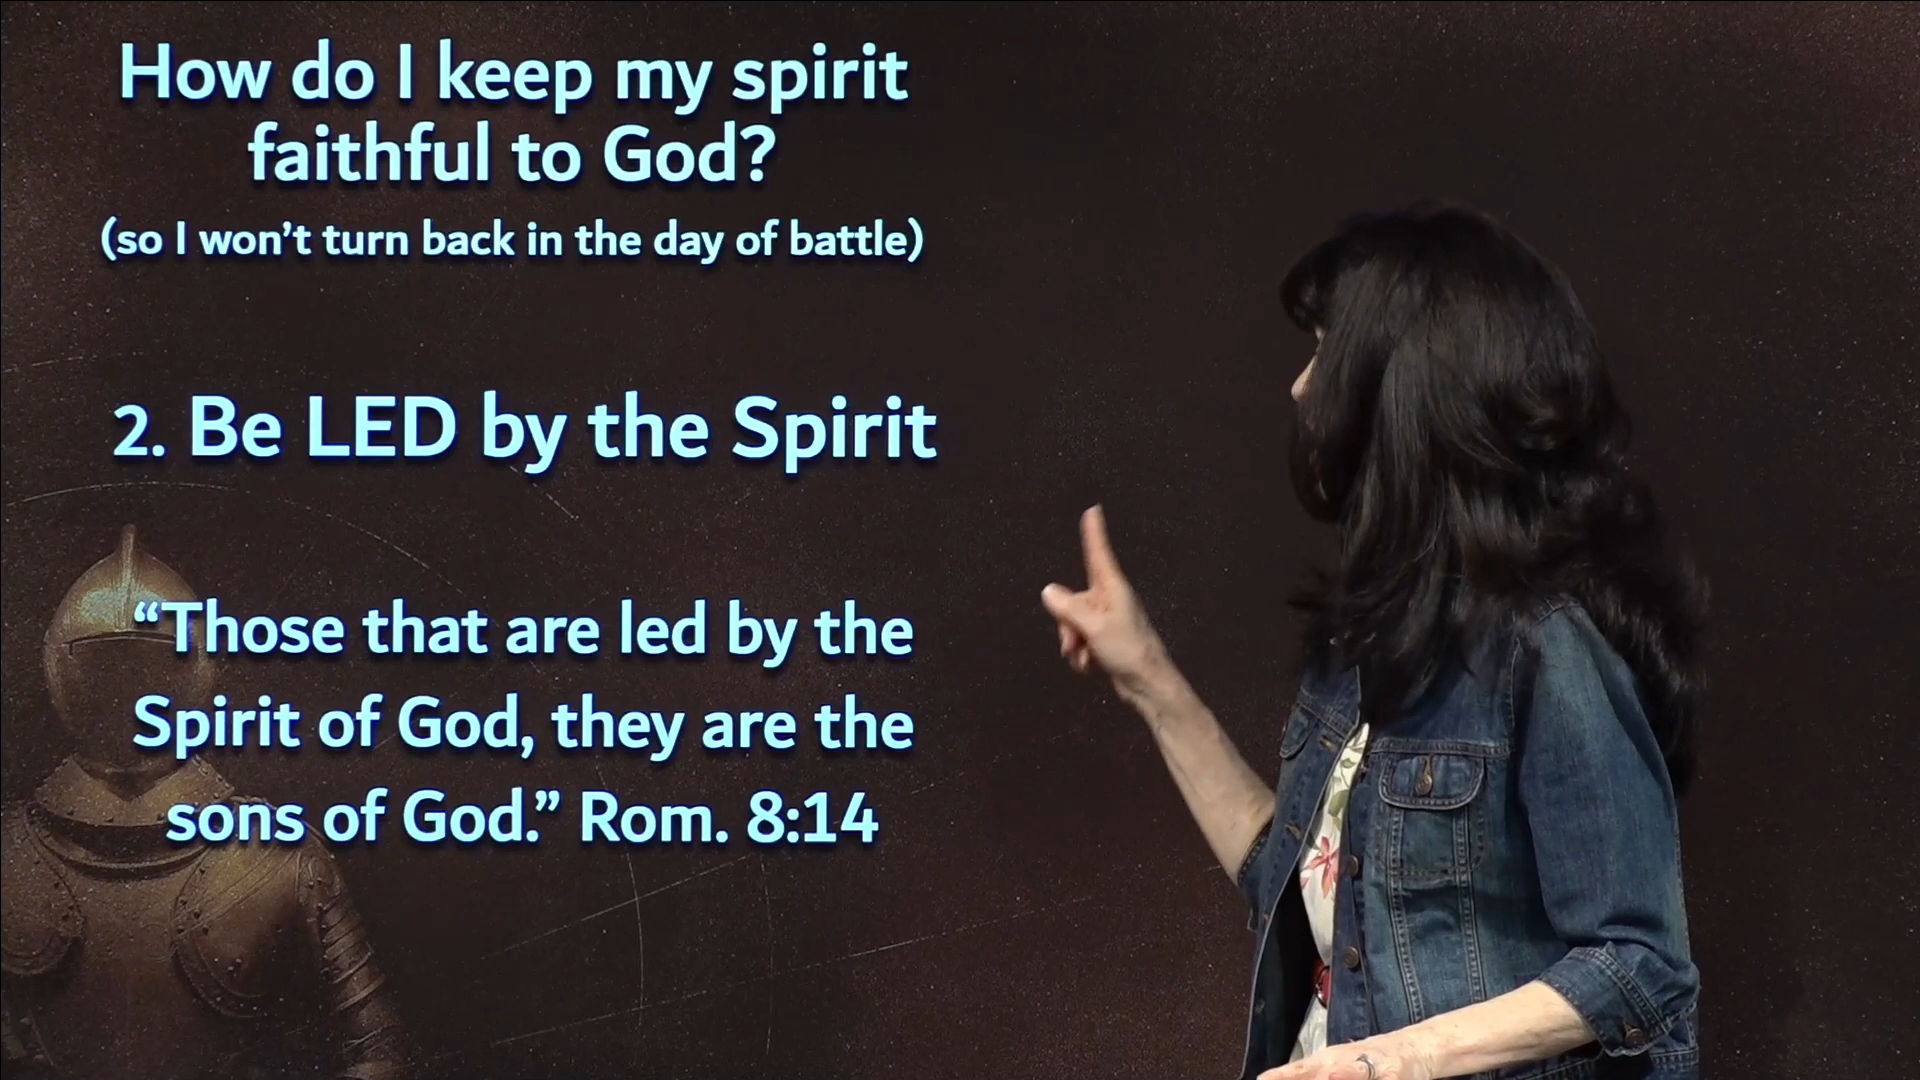 How do I keep my spirit
faithful to God?
(so I won't turn back in the day of battle)
2. Be LED by the Spirit
“Those that are led by the
Spirit of God, they are the
sons of God.” Rom. 8:14